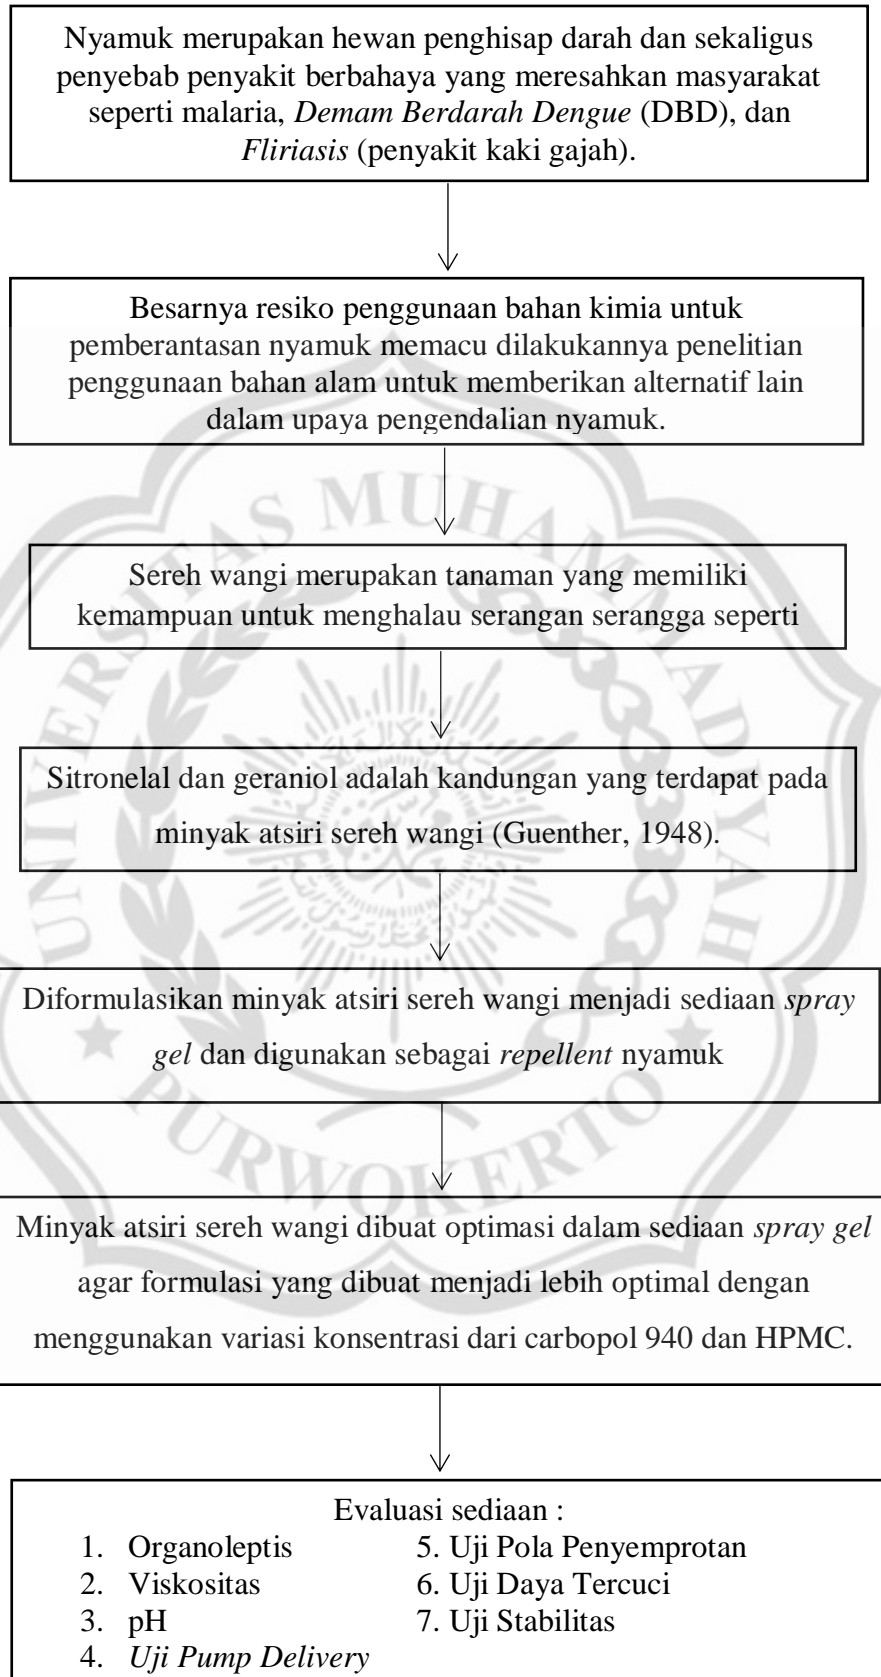 Nyamuk merupakan hewan penghisap darah dan sekaligus
penyebab penyakit berbahaya yang meresahkan masyarakat
seperti malaria, Demam Berdarah Dengue (DBD), dan
Fliriasis (penyakit kaki gajah).
Besarnya resiko penggunaan bahan kimia untuk
pemberantasan nyamuk memacu dilakukannya penelitian
penggunaan bahan alam untuk memberikan alternatif lain
dalam upaya pengendalian nyamuk.
Sereh wangi merupakan tanaman yang memiliki
kemampuan untuk menghalau serangan serangga seperti
Sitronelal dan geraniol adalah kandungan yang terdapat pada
minyak atsiri sereh wangi (Guenther, 1948).
Diformulasikan minyak atsiri sereh wangi menjadi sediaan spray
gel dan digunakan sebagai repellent nyamuk
Minyak atsiri sereh wangi dibuat optimasi dalam sediaan spray gel
agar formulasi yang dibuat menjadi lebih optimal dengan
menggunakan variasi konsentrasi dari carbopol 940 dan HPMC.
Evaluasi sediaan :
1. Organoleptis
2. Viskositas
3. pH
4. Uji Pump Delivery
5. Uji Pola Penyemprotan
6. Uji Daya Tercuci
7. Uji Stabilitas
UNIVERSITAS MUHAMMADIYAH
PURWOKERTO